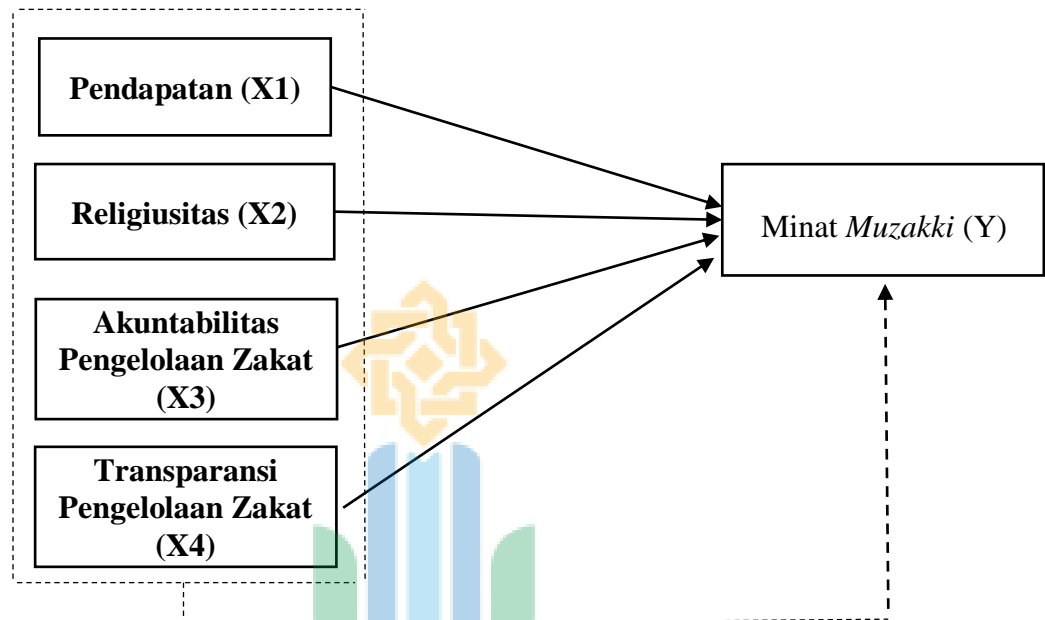 Pendapatan (X1)
Religiusitas (X2)
Akuntabilitas
Pengelolaan Zakat
(X3)
Transparansi
Pengelolaan Zakat
(X4)
Minat Muzakki (Y)